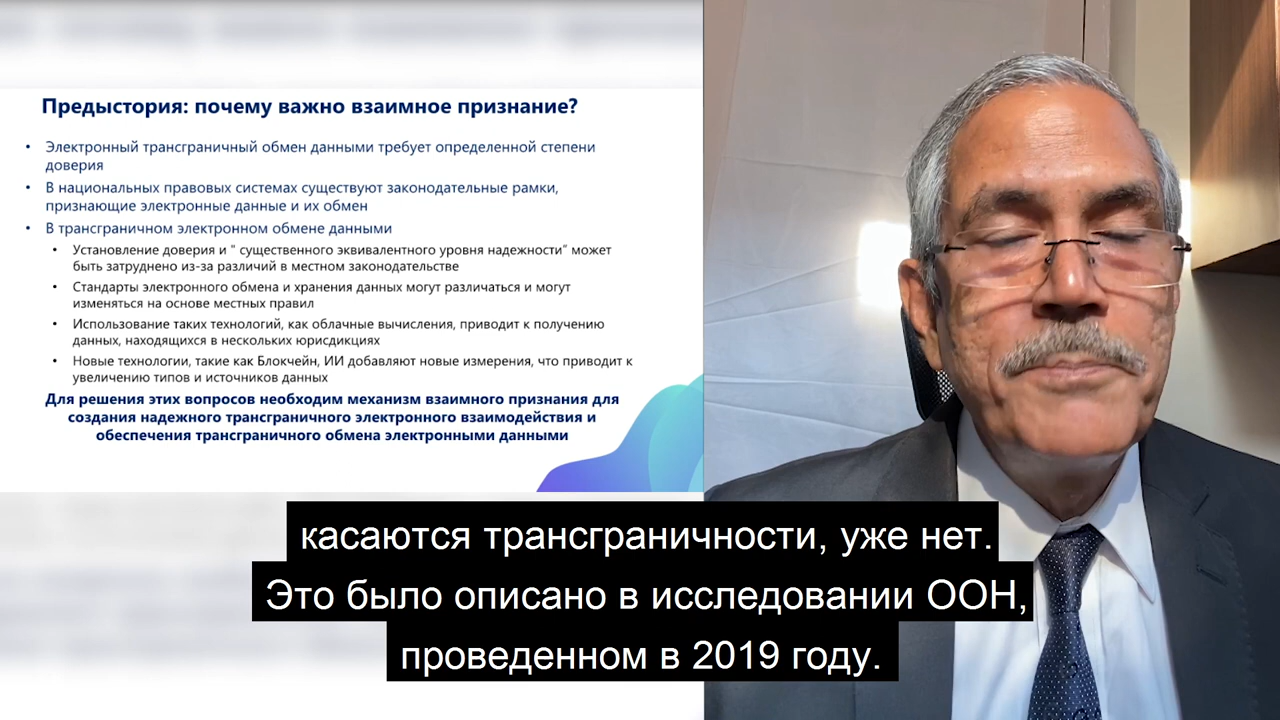 Предыстория: почему важно взаимное признание?
• Электронный трансграничный обмен данными требует определенной степени
доверия
• В национальных правовых системах существуют законодательные рамки,
признающие электронные данные и их обмен
• В трансграничном электронном обмене данными
• Установление доверия и " существенного эквивалентного уровня надежности” может
быть затруднено из-за различий в местном законодательстве
• Стандарты электронного обмена и хранения данных могут различаться и могут
изменяться на основе местных правил
• Использование таких технологий, как облачные вычисления, приводит к получению
данных, находящихся в нескольких юрисдикциях
• Новые технологии, такие как Блокчейн, ИИ добавляют новые измерения, что приводит к
увеличению типов и источников данных
Для решения этих вопросов необходим механизм взаимного признания для
создания надежного трансграничного электронного взаимодействия и
обеспечения трансграничного обмена электронными данными
касаются трансграничности, уже нет.
Это было описано в исследовании ООН,
проведенном в 2019 году.